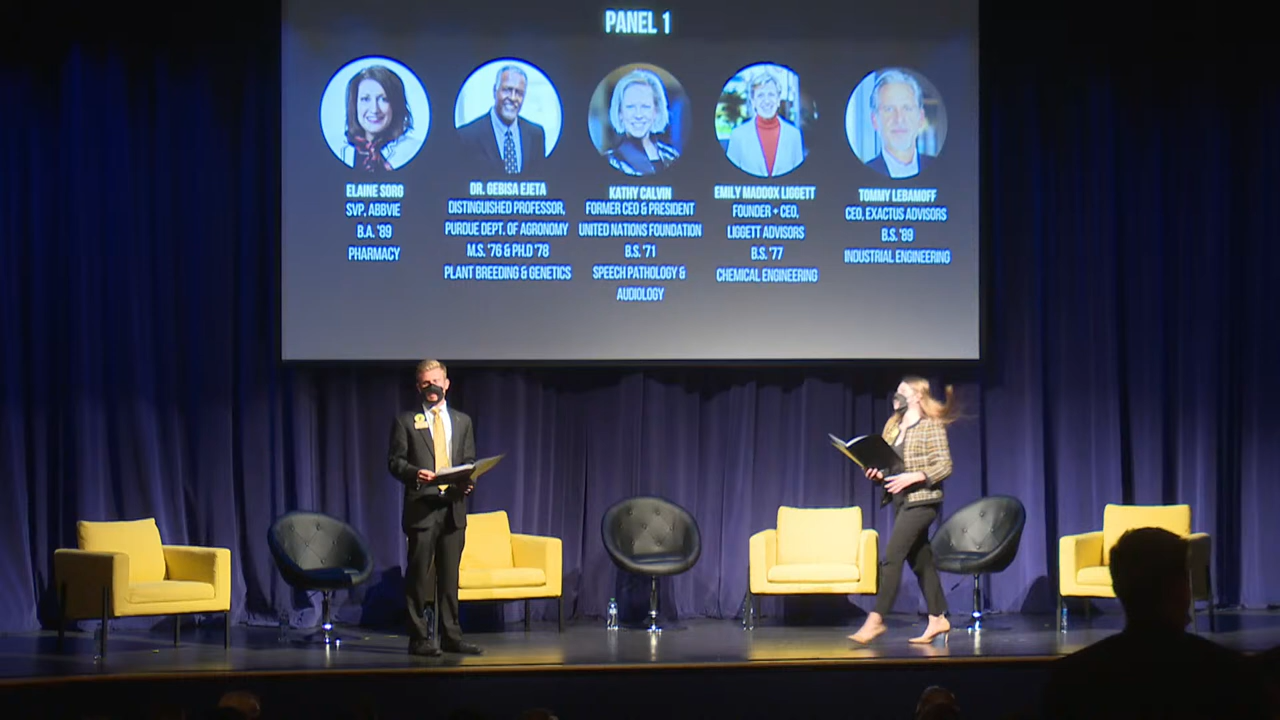 PANEL 1
ELAINE SORG
SVP, ABBVIE
B.A. '89
PHARMACY
DR. GEBISA EJETA
DISTINGUISHED PROFESSOR,
PURDUE DEPT. OF AGRONOMY
M.S. '76 & PH.D '78
PLANT BREEDING & GENETICS
KATHY CALVIN
FORMER CEO & PRESIDENT
UNITED NATIONS FOUNDATION
B.S. '71
SPEECH PATHOLOGY &
AUDIOLOGY
EMILY MADDOX LIGGETT
FOUNDER + CEO,
LIGGETT ADVISORS
B.S. '77
CHEMICAL ENGINEERING
TOMMY LEBAMOFF
CEO, EXACTUS ADVISORS
B.S. '89
INDUSTRIAL ENGINEERING